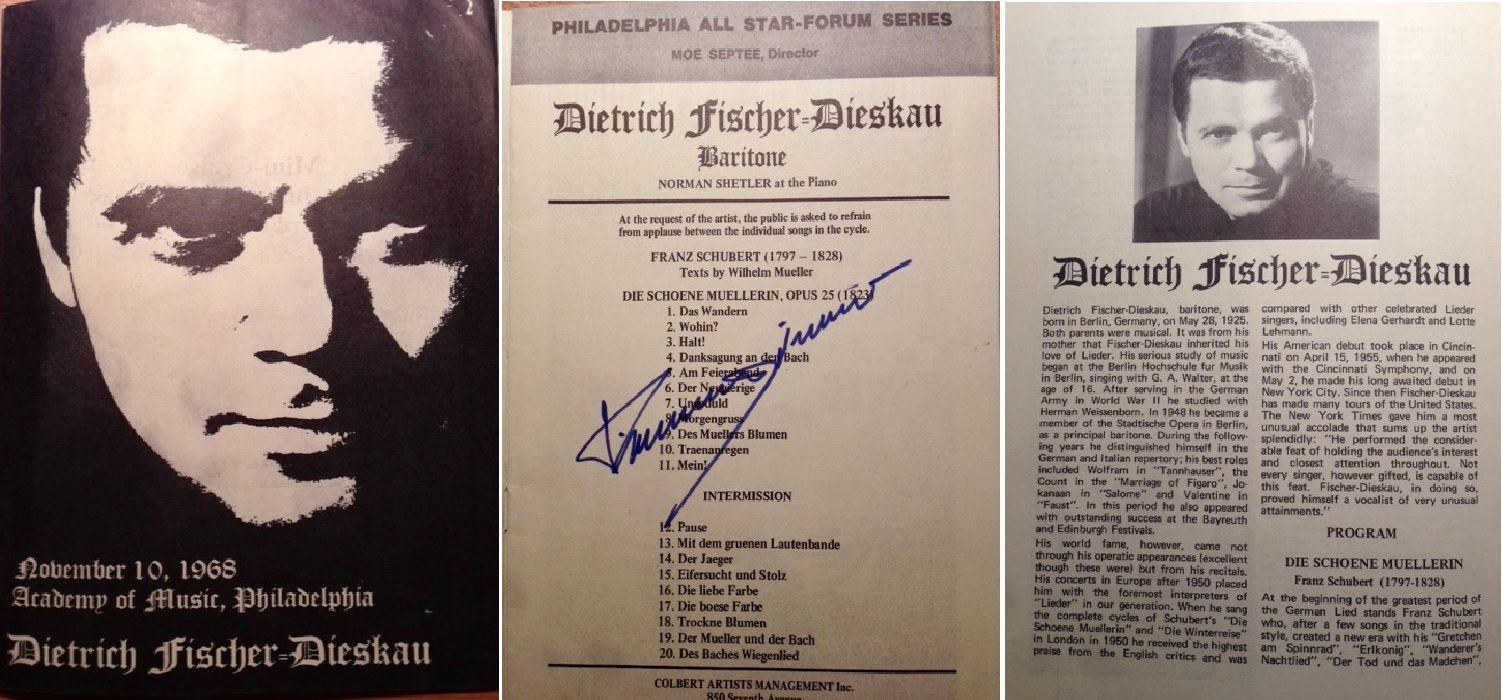 November 10, 1968
Academy of Music, Philadelphia
Dietrich Fischer-Dieskau
PHILADELPHIA ALL STAR-FORUM SERIES
MOE SEPTEE, Director
Dietrich Fischer=Dieskau
Baritone
NORMAN SHETLER at the Piano
At the request of the artist, the public is asked to refrain
from applause between the individual songs in the cycle.
FRANZ SCHUBERT (1797 – 1828)
Texts by Wilhelm Mueller
DIE SCHOENE MUELLERIN, OPUS 25 (1823)
1. Das Wandern
2. Wohin?
3. Halt!
4. Danksagung an den Bach
5. Am Feierabend
6. Der Neugierige
7. Ungeduld
8. Morgengruss
9. Des Muellers Blumen
10. Traenanregen
11. Mein!
INTERMISSION
12. Pause
13. Mit dem gruenen Lautenbande
14. Der Jaeger
15. Eifersucht und Stolz
16. Die liebe Farbe
17. Die boese Farbe
18. Trockne Blumen
19. Der Mueller und der Bach
20. Des Baches Wiegenlied
COLBERT ARTISTS MANAGEMENT Inc.
850 Seventh Avenue
Dietrich Fischer=Dieskau
Dietrich Fischer-Dieskau, baritone, was
born in Berlin, Germany, on May 28, 1925.
Both parents were musical. It was from his
mother that Fischer-Dieskau inherited his
love of Lieder. His serious study of music
began at the Berlin Hochschule fur Musik
in Berlin, singing with G. A. Walter, at the
age of 16. After serving in the German
Army in World War II he studied with
Herman Weissenborn. In 1948 he became a
member of the Stadtische Opera in Berlin,
as a principal baritone. During the follow-
ing years he distinguished himself in the
German and Italian repertory; his best roles
included Wolfram in "Tannhauser", the
Count in the "Marriage of Figaro", Jo-
kanaan in "Salome" and Valentine in
"Faust". In this period he also appeared
with outstanding success at the Bayreuth
and Edinburgh Festivals.
His world fame, however, came not
through his operatic appearances (excellent
though these were) but from his recitals.
His concerts in Europe after 1950 placed
him with the foremost interpreters of
"Lieder" in our generation. When he sang
the complete cycles of Schubert's "Die
Schoene Muellerin" and "Die Winterreise"
in London in 1950 he received the highest
praise from the English critics and was
compared with other celebrated Lieder
singers, including Elena Gerhardt and Lotte
Lehmann.
His American debut took place in Cincin-
nati on April 15, 1955, when he appeared
with the Cincinnati Symphony, and on
May 2, he made his long awaited debut in
New York City. Since then Fischer-Dieskau
has made many tours of the United States.
The New York Times gave him a most
unusual accolade that sums up the artist
splendidly: "He performed the consider-
able feat of holding the audience's interest
and closest attention throughout. Not
every singer, however gifted, is capable of
this feat. Fischer-Dieskau, in doing so,
proved himself a vocalist of very unusual
attainments."
PROGRAM
DIE SCHOENE MUELLERIN
Franz Schubert (1797-1828)
At the beginning of the greatest period of
the German Lied stands Franz Schubert
who, after a few songs in the traditional
style, created a new era with his "Gretchen
am Spinnrad", "Erlkonig", "Wanderer's
Nachtlied", "Der Tod und das Madchen".